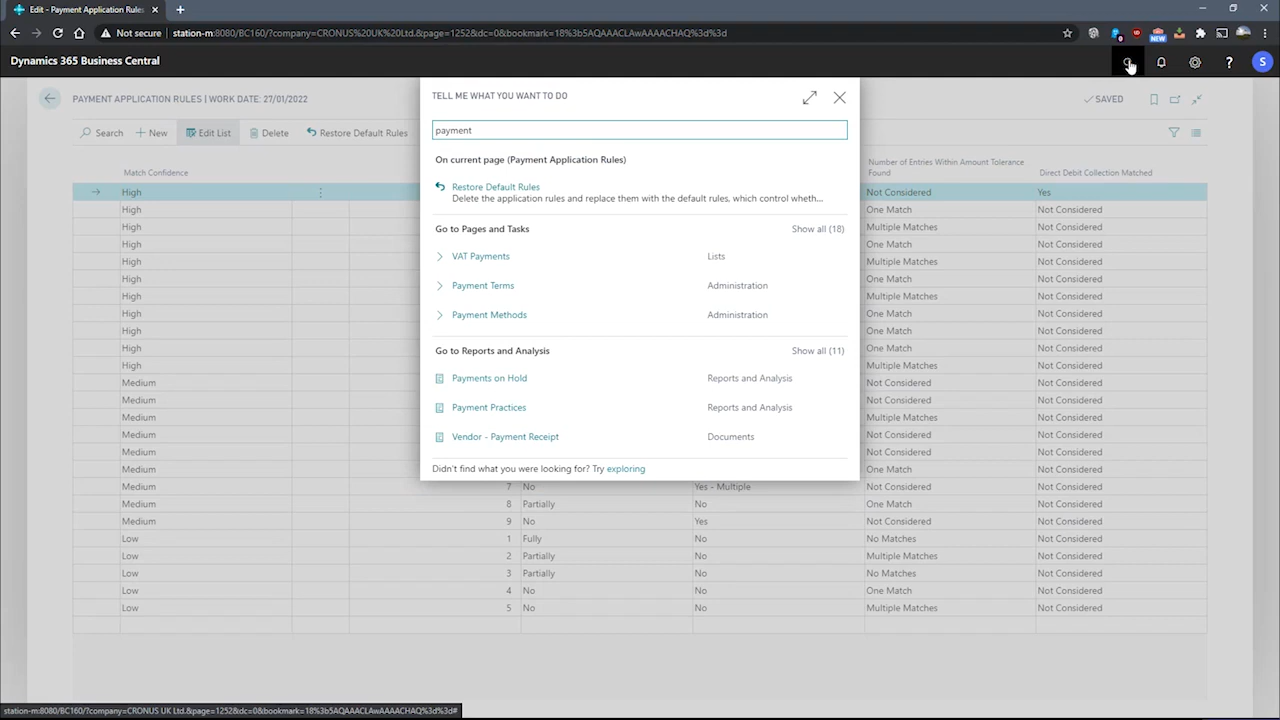 Edit - Payment Application Rules
Not secure station-m:8080/BC160/?company=CRONUS%20UK%20Ltd.&page=1252&dc=0&bookmark=18%3b5AQAAACLAwAAAACHAQ%3d%3d
NEW
Dynamics 365 Business Central
S
PAYMENT APPLICATION RULES | WORK DATE: 27/01/2022
SAVED
Search New Edit List Delete Restore Default Rules
TELL ME WHAT YOU WANT TO DO
payment
On current page (Payment Application Rules)
Restore Default Rules
Delete the application rules and replace them with the default rules, which control wheth...
Go to Pages and Tasks Show all (18)
VAT Payments Lists
Payment Terms Administration
Payment Methods Administration
Go to Reports and Analysis Show all (11)
Payments on Hold Reports and Analysis
Payment Practices Reports and Analysis
Vendor - Payment Receipt Documents
Didn't find what you were looking for? Try exploring
Match Confidence Number of Entries Within Amount Tolerance Found Direct Debit Collection Matched
High Not Considered Yes
High One Match Not Considered
High Multiple Matches Not Considered
High One Match Not Considered
High Multiple Matches Not Considered
High One Match Not Considered
High Multiple Matches Not Considered
High One Match Not Considered
High One Match Not Considered
High One Match Not Considered
High Multiple Matches Not Considered
Medium Not Considered Not Considered
Medium Not Considered Not Considered
Medium Multiple Matches Not Considered
Medium Not Considered Not Considered
Medium Not Considered Not Considered
Medium One Match Not Considered
Medium 7 No Yes - Multiple Not Considered Not Considered
Medium 8 Partially No One Match Not Considered
Medium 9 No Yes Not Considered Not Considered
Low 1 Fully No No Matches Not Considered
Low 2 Partially No Multiple Matches Not Considered
Low 3 Partially No No Matches Not Considered
Low 4 No No One Match Not Considered
Low 5 No No Multiple Matches Not Considered
station-m:8080/BC160/?company=CRONUS UK Ltd.&page=1252&dc=0&bookmark=18%3b5AQAAACLAwAAAACHAQ%3d%3d#